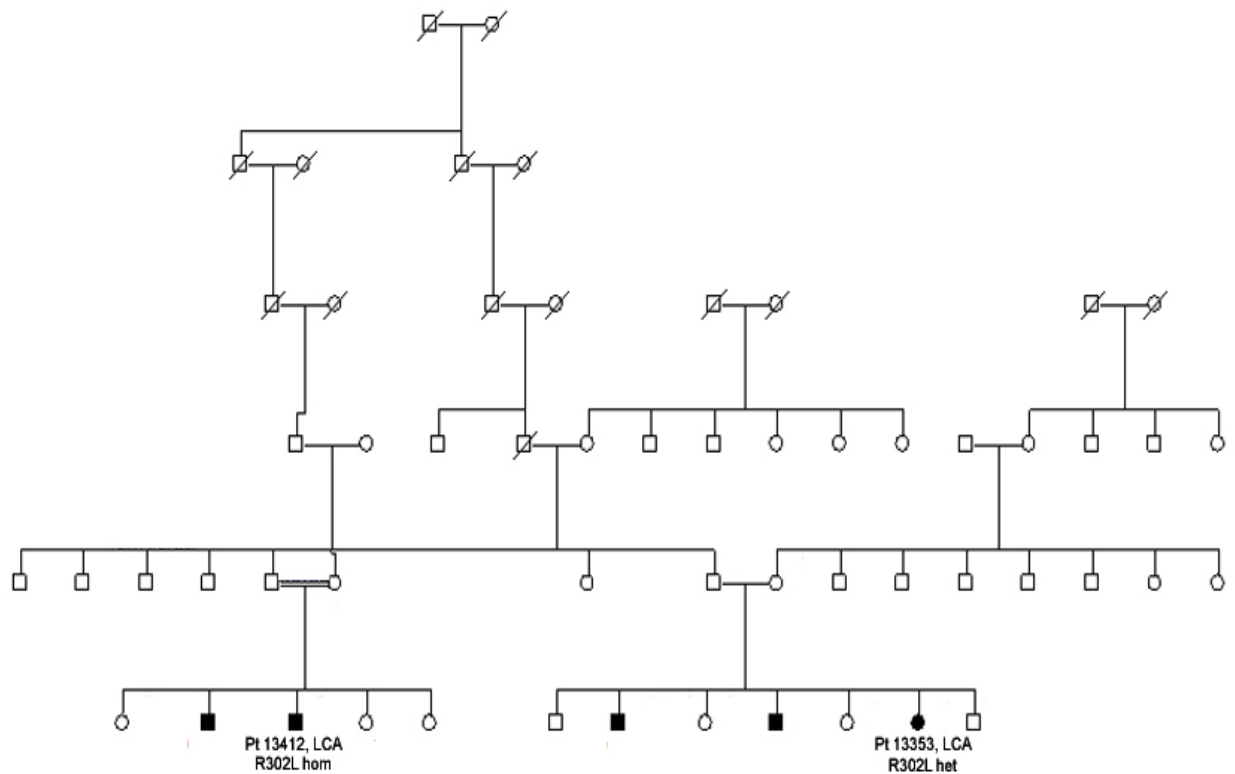 Pt 13412, LCA
R302L hom
Pt 13353, LCA
R302L het